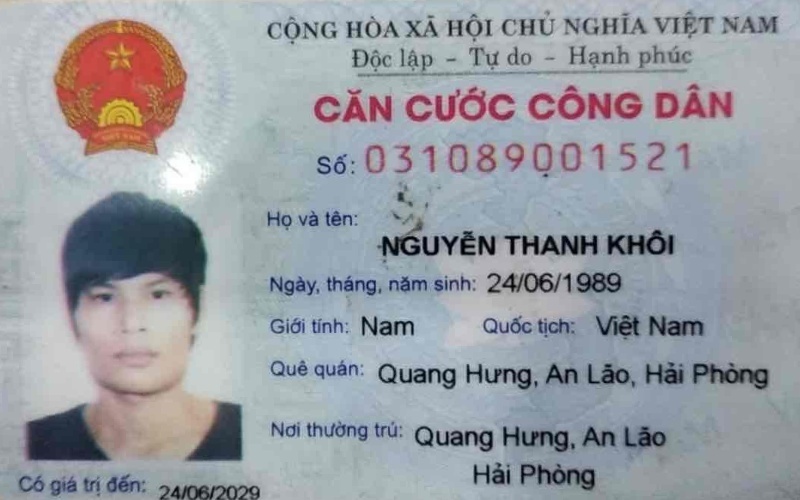 CỘNG HÒA XÃ HỘI CHỦ NGHĨA VIỆT NAM
Độc lập - Tự do - Hạnh phúc
CĂN CƯỚC CÔNG DÂN
Số: 031089001521
Họ và tên:
NGUYỄN THANH KHÔI
Ngày, tháng, năm sinh: 24/06/1989
Giới tính: Nam Quốc tịch: Việt Nam
Quê quán: Quang Hưng, An Lão, Hải Phòng
Nơi thường trú: Quang Hưng, An Lão
Hải Phòng
Có giá trị đến: 24/06/2029